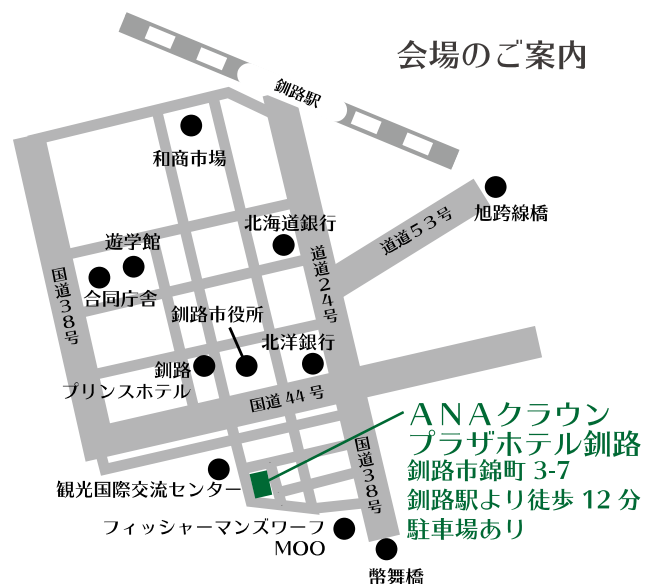 会場のご案内
釧路駅
和商市場
旭跨線橋
北海道銀行
道道53号
遊学館
合同庁舎
国道38号
道道24号
釧路市役所
北洋銀行
釧路
プリンスホテル
国道44号
ANAクラウン
プラザホテル釧路
釧路市錦町 3-7
釧路駅より徒歩 12 分
駐車場あり
国道38号
観光国際交流センター
フィッシャーマンズワーフ
MOO
幣舞橋